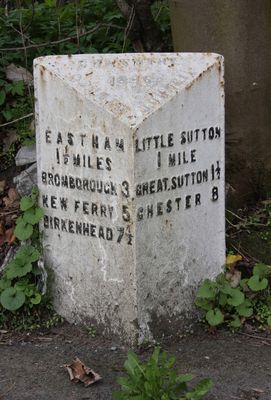 EASTHAM
1½ MILES
BROMBOROUGH 3
NEW FERRY 5
BIRKENHEAD 7½
LITTLE SUTTON
1 MILE
GREAT SUTTON 1½
CHESTER 8